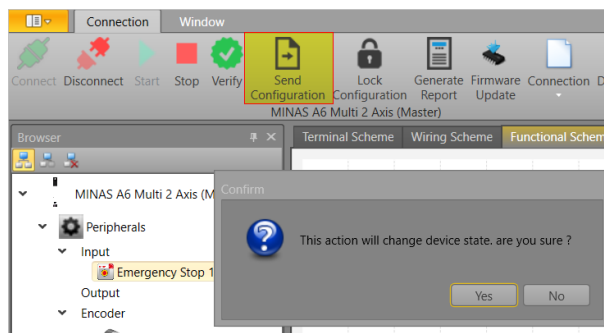 Connection Window
Connect Disconnect Start Stop Verify Send Configuration Lock Configuration Generate Report Firmware Update Connection D
MINAS A6 Multi 2 Axis (Master)
Browser
Terminal Scheme Wiring Scheme Functional Schem
MINAS A6 Multi 2 Axis (M
Confirm
Peripherals
This action will change device state. are you sure ?
Input
Emergency Stop 1
Output
Yes No
Encoder